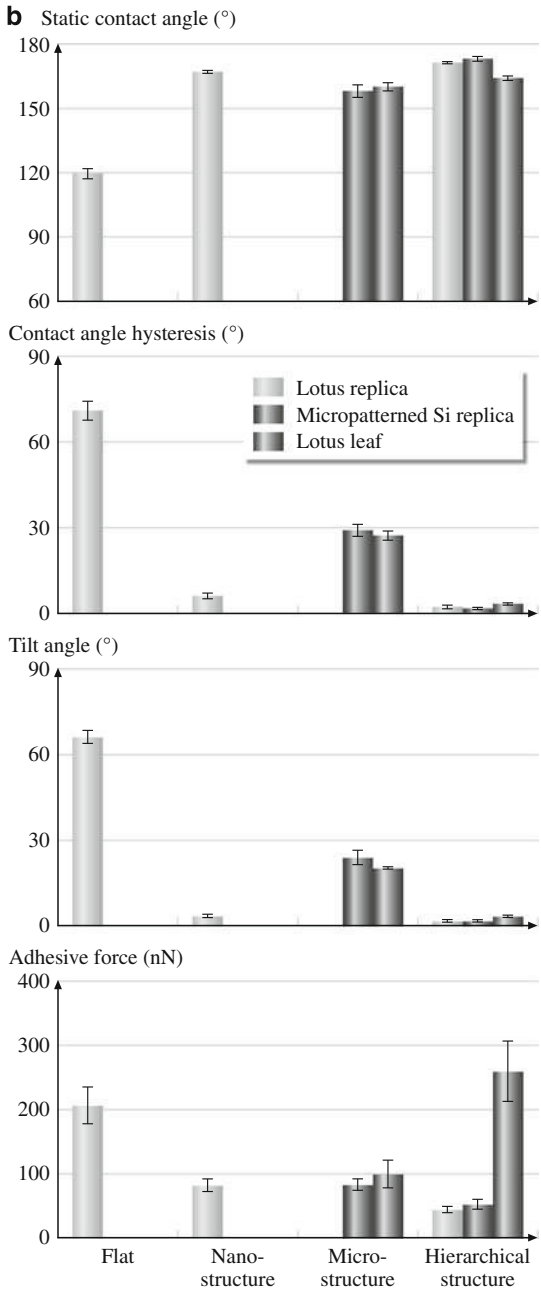 b Static contact angle (°)
180
150
120
90
60
Contact angle hysteresis (°)
90
60
30
0
Lotus replica
Micropatterned Si replica
Lotus leaf
Tilt angle (°)
90
60
30
0
Adhesive force (nN)
400
300
200
100
0
Flat
Nano-
structure
Micro-
structure
Hierarchical
structure